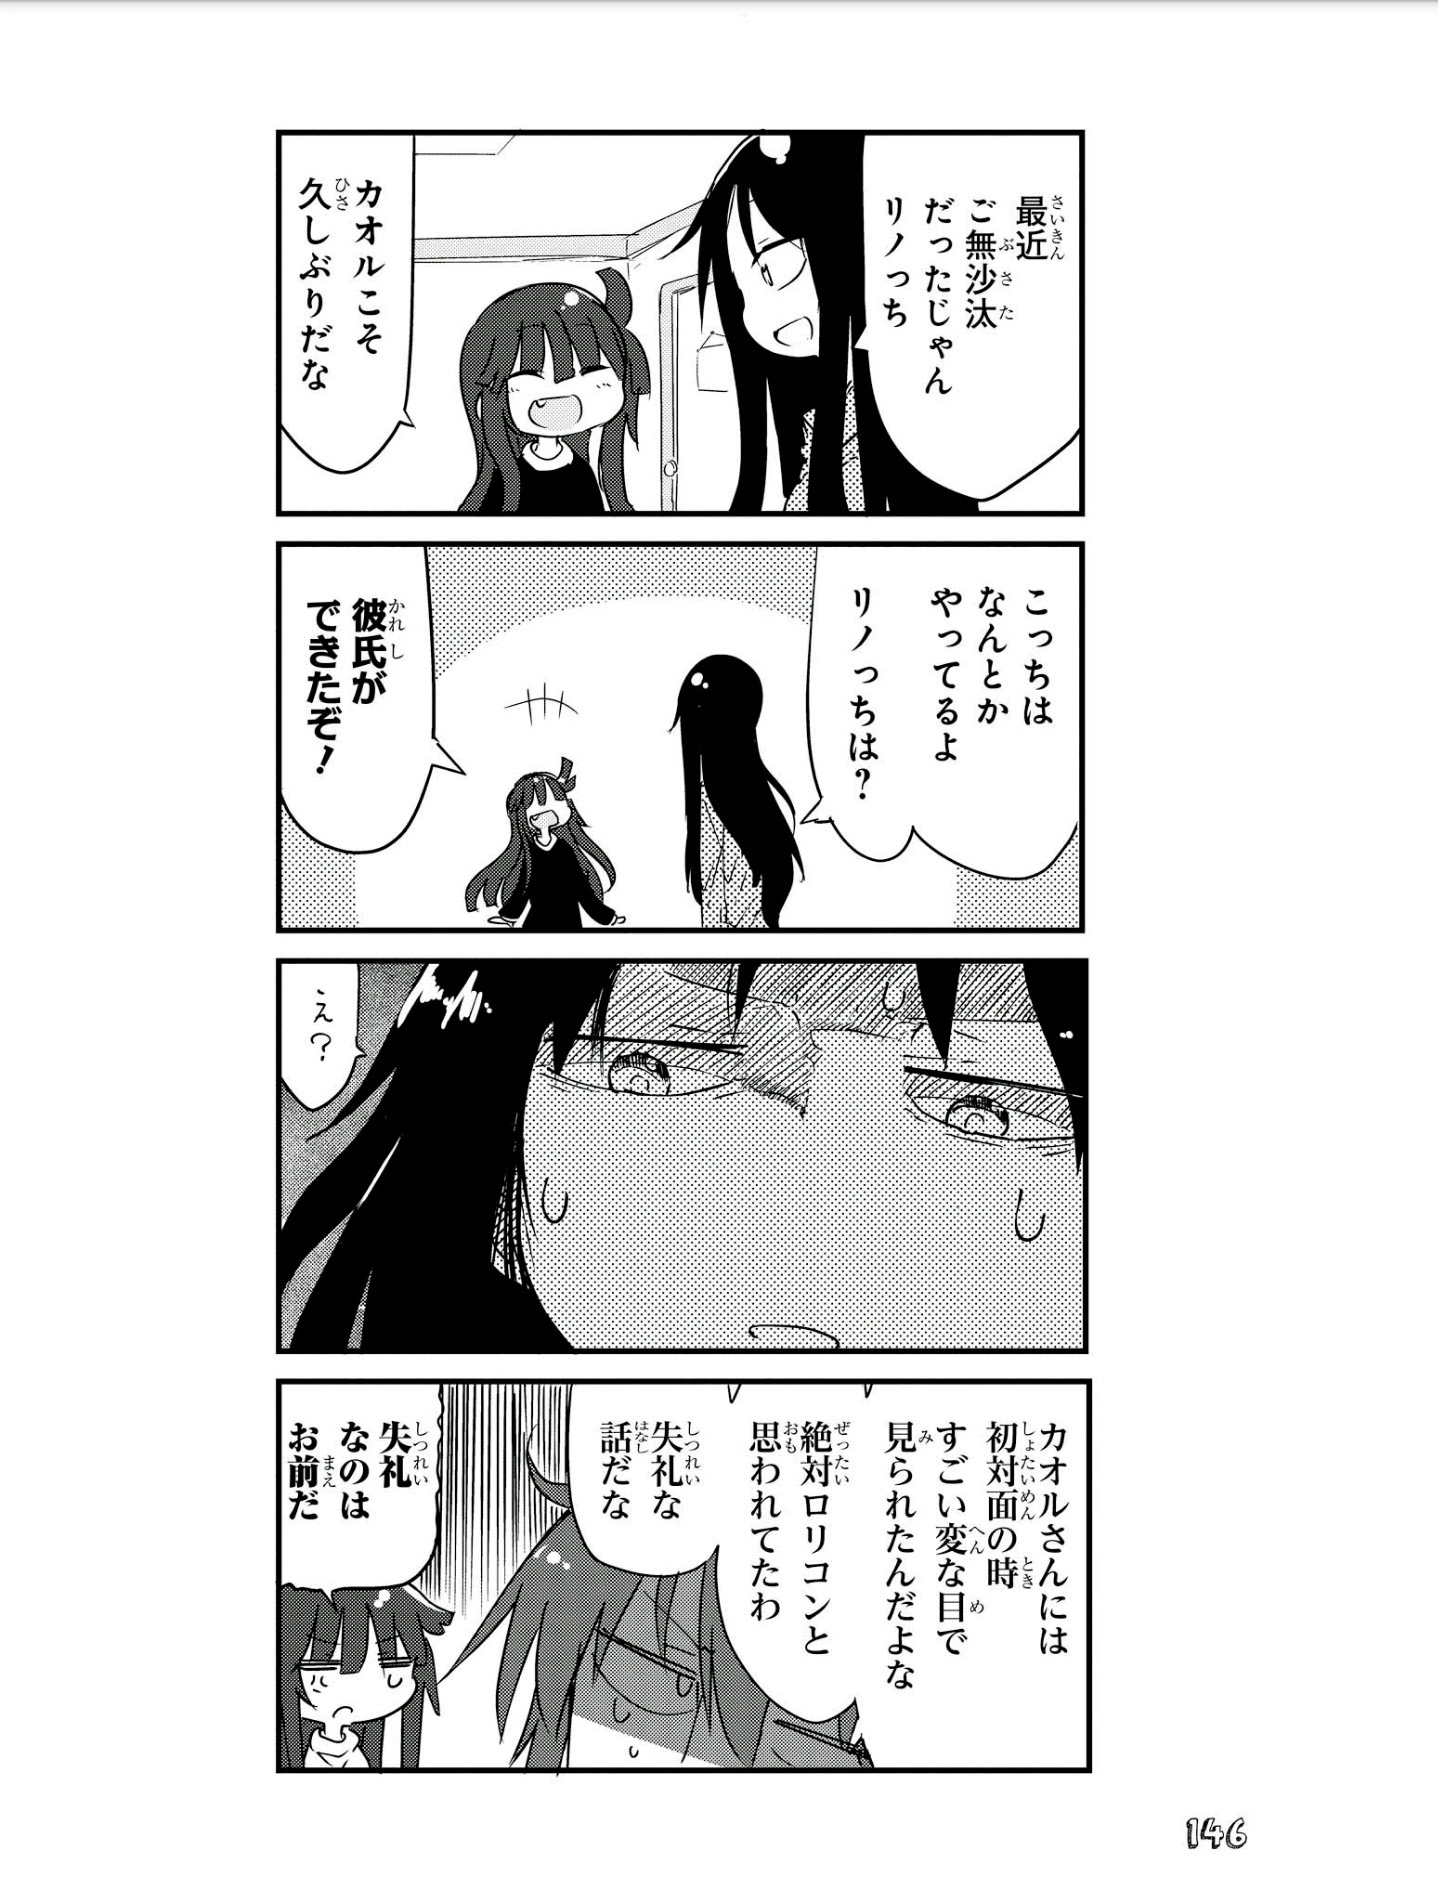 最近
ご無沙汰
だったじゃん
リノっち
カオルこそ
久しぶりだな
こっちは
なんとか
やってるよ
リノっちは?
彼氏が
できたぞ!
え?
カオルさんには
初対面の時
すごい変な目で
見られたんだよな
絶対ロリコンと
思われてたわ
失礼な
話だな
失礼
なのは
お前だ
146